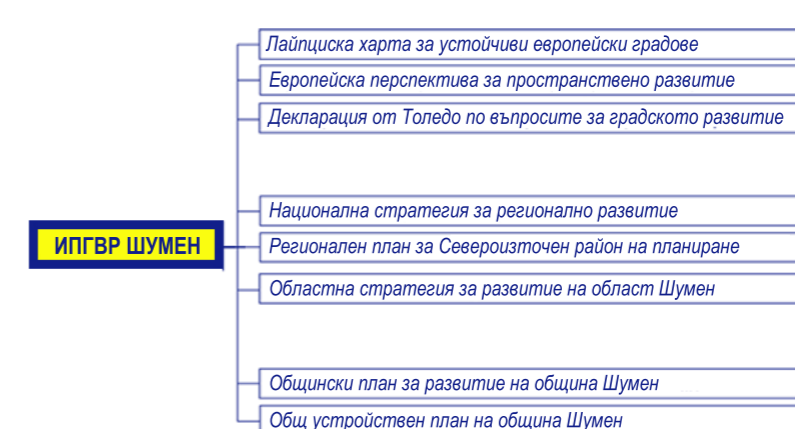 Лайпциска харта за устойчиви европейски градове
Европейска перспектива за пространствено развитие
Декларация от Толедо по въпросите за градското развитие
Национална стратегия за регионално развитие
ИПГВР ШУМЕН
Регионален план за Североизточен район на планиране
Областна стратегия за развитие на област Шумен
Общински план за развитие на община Шумен
Общ устройствен план на община Шумен